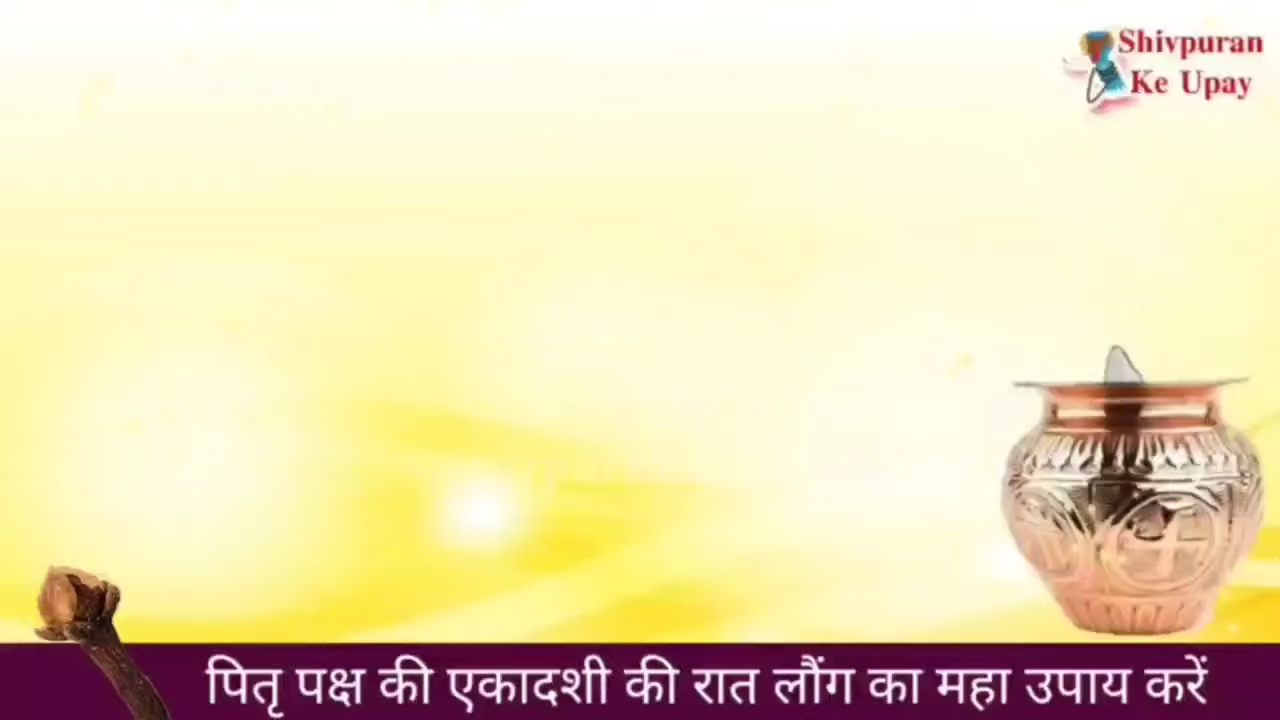 Shivpuran
Ke Upay
पितृ पक्ष की एकादशी की रात लौंग का महा उपाय करें